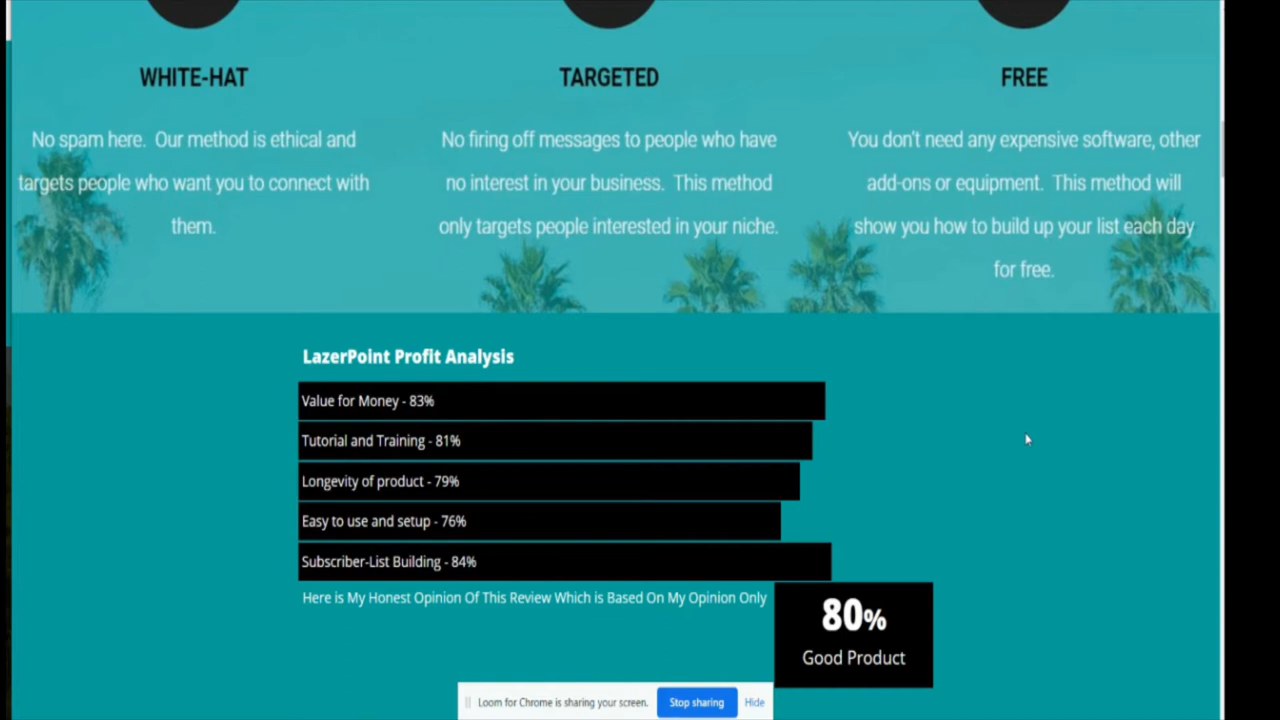 WHITE-HAT
No spam here. Our method is ethical and
targets people who want you to connect with
them.
TARGETED
No firing off messages to people who have
no interest in your business. This method
only targets people interested in your niche.
FREE
You don't need any expensive software, other
add-ons or equipment. This method will
show you how to build up your list each day
for free.
LazerPoint Profit Analysis
Value for Money - 83%
Tutorial and Training - 81%
Longevity of product - 79%
Easy to use and setup - 76%
Subscriber-List Building - 84%
Here is My Honest Opinion Of This Review Which is Based On My Opinion Only
80%
Good Product
Loom for Chrome is sharing your screen.
Stop sharing
Hide